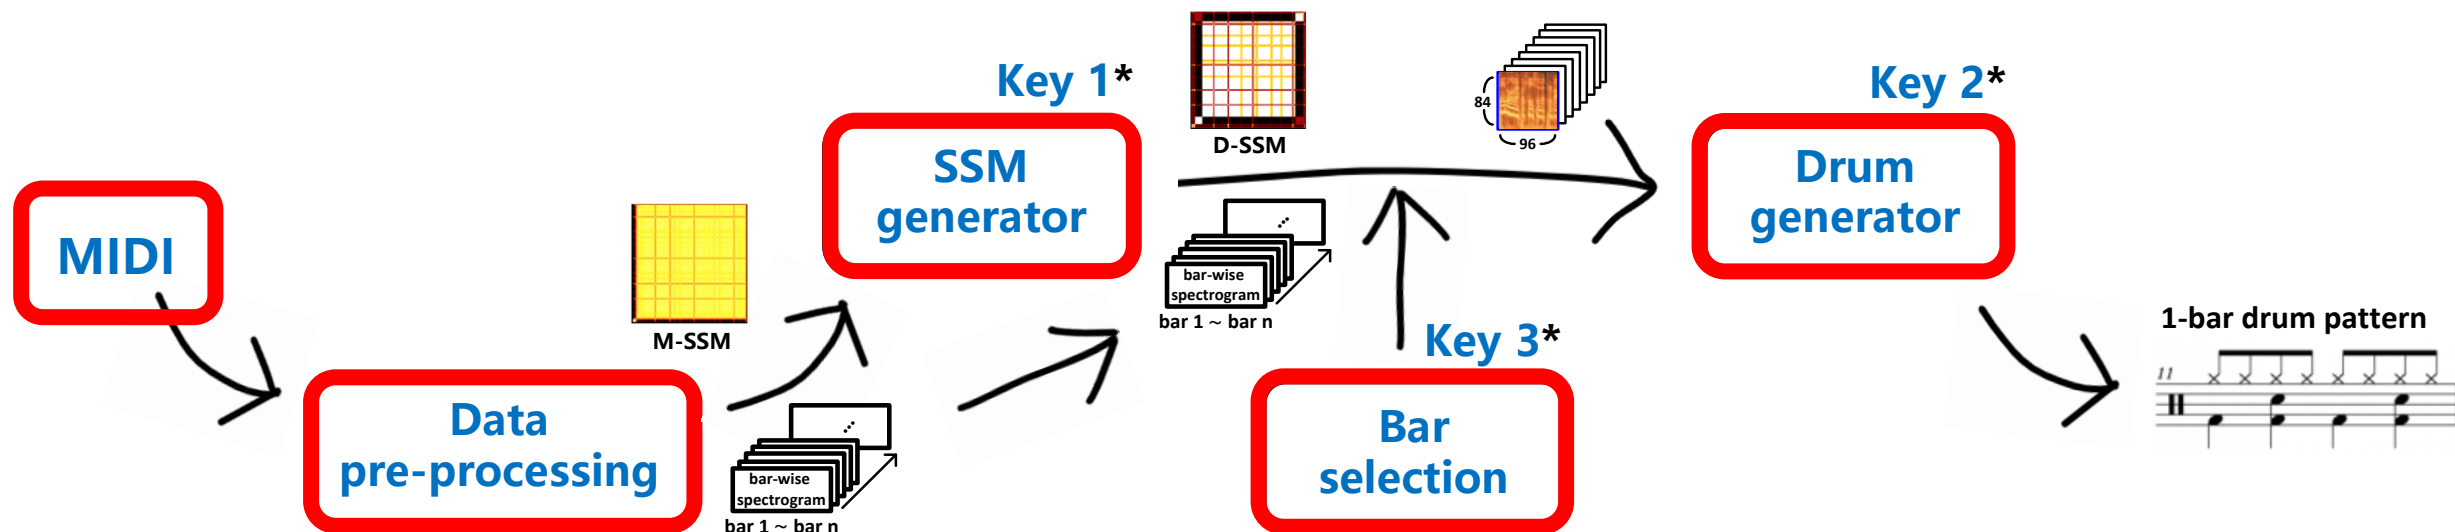 MIDI
Data
pre-processing
M-SSM
bar-wise
spectrogram
bar 1 ~ bar n
Key 1*
SSM
generator
D-SSM
bar-wise
spectrogram
bar 1 ~ bar n
84
96
Key 3*
Bar
selection
Key 2*
Drum
generator
1-bar drum pattern
11